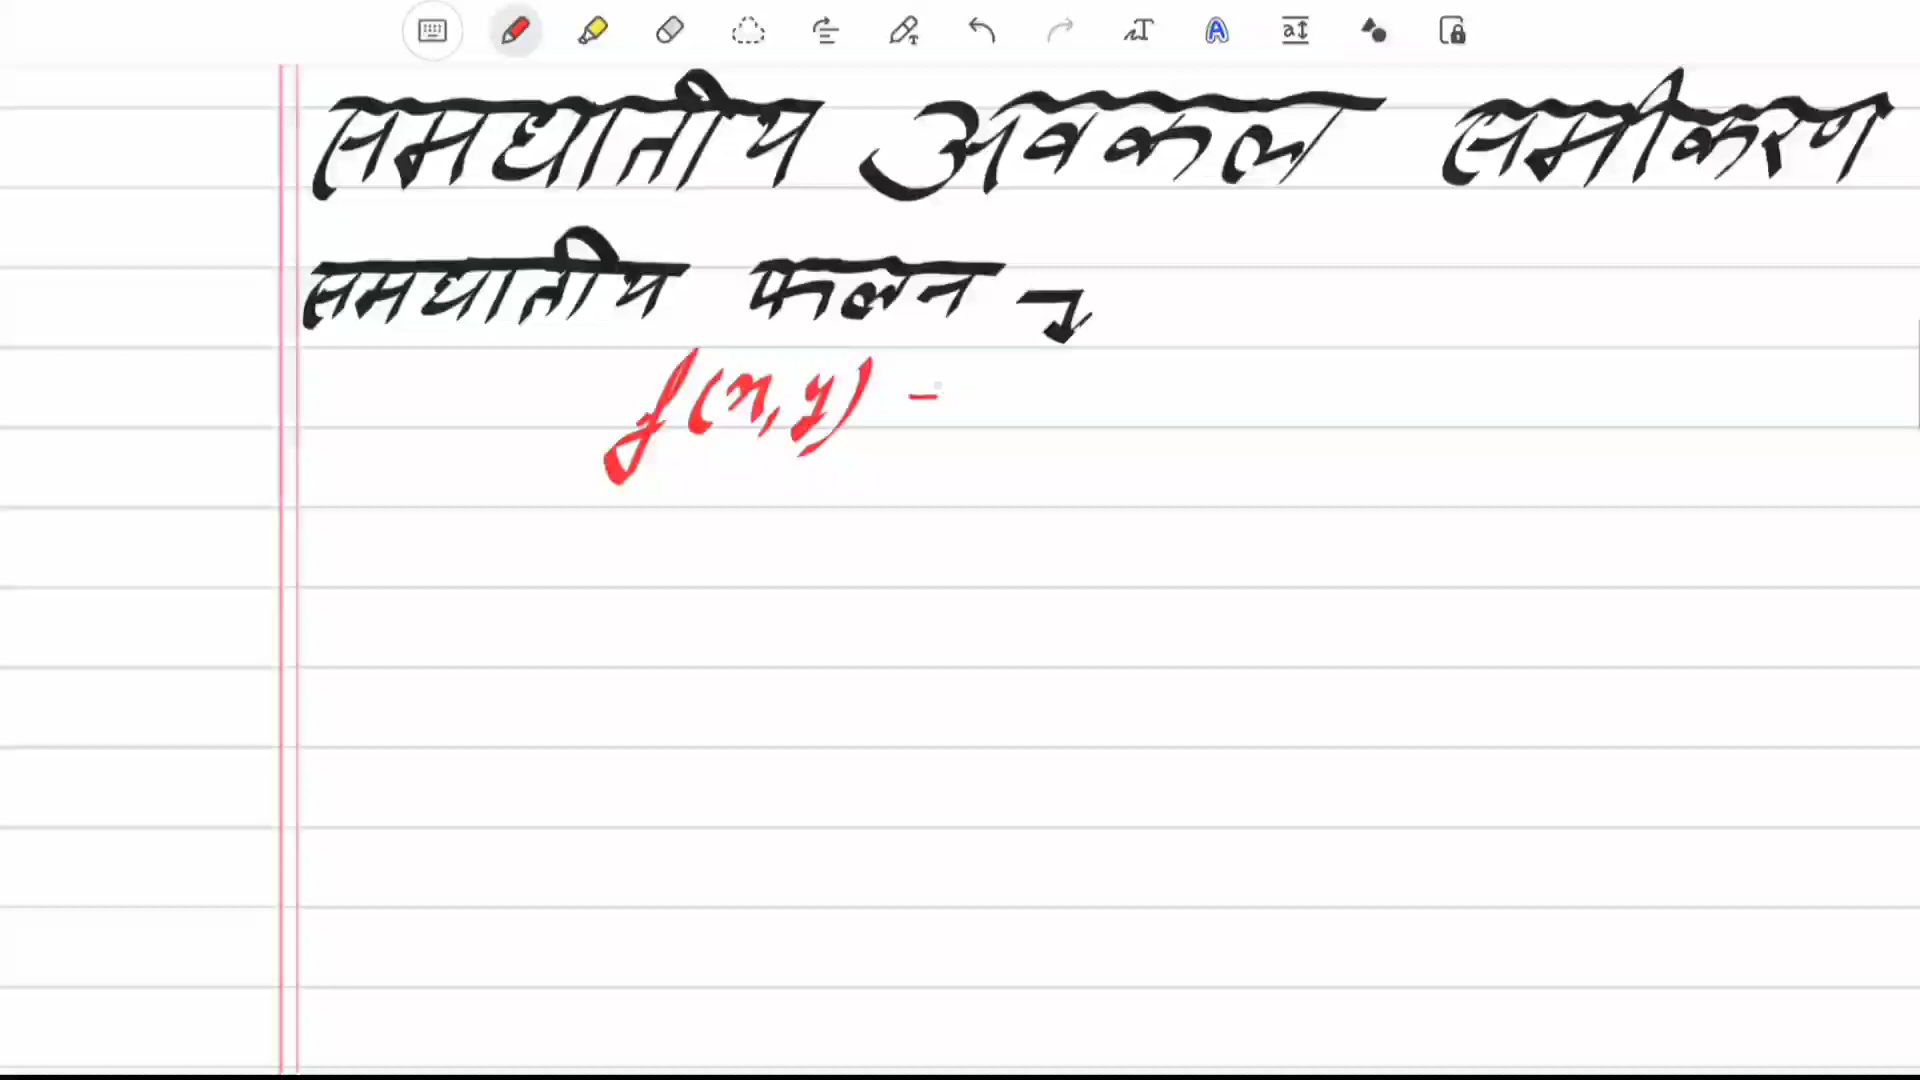 समघातीय अवकल समीकरण
समघातीय फलन →
f(x, y) -